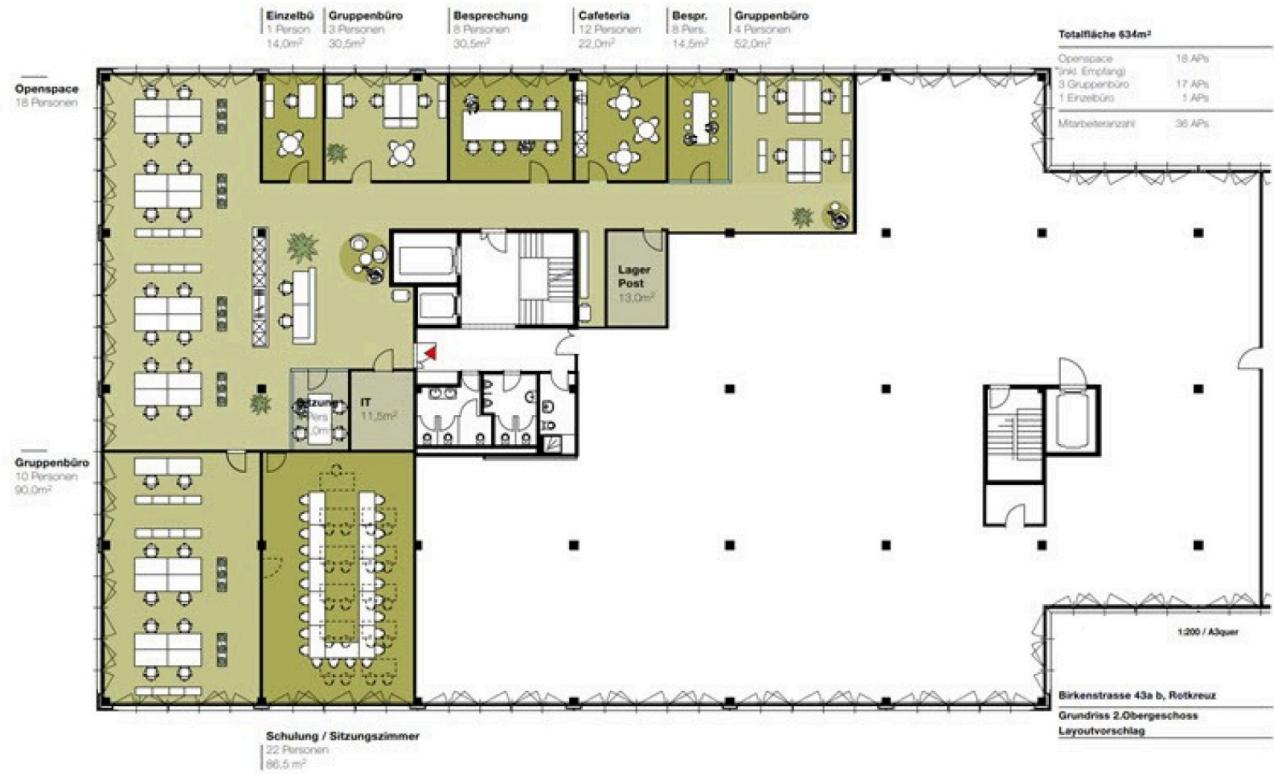 Einzelbü
1 Person
14,0m²
Gruppenbüro
3 Personen
30,5m²
Besprechung
8 Personen
30,5m²
Cafeteria
12 Personen
22,0m²
Bespr.
8 Pers.
14,5m²
Gruppenbüro
4 Personen
52,0m²
Totalfläche 634m²
Openspace 18 APs
(inkl. Empfang)
3 Gruppenbüro 17 APs
1 Einzelbüro 1 APs
Mitarbeiteranzahl 36 APs
Openspace
18 Personen
Lager
Post
13,0m²
IT
11,5m²
Gruppenbüro
10 Personen
90,0m²
Schulung / Sitzungszimmer
22 Personen
86,5 m²
1:200 / A3quer
Birkenstrasse 43a b, Rotkreuz
Grundriss 2.Obergeschoss
Layoutvorschlag